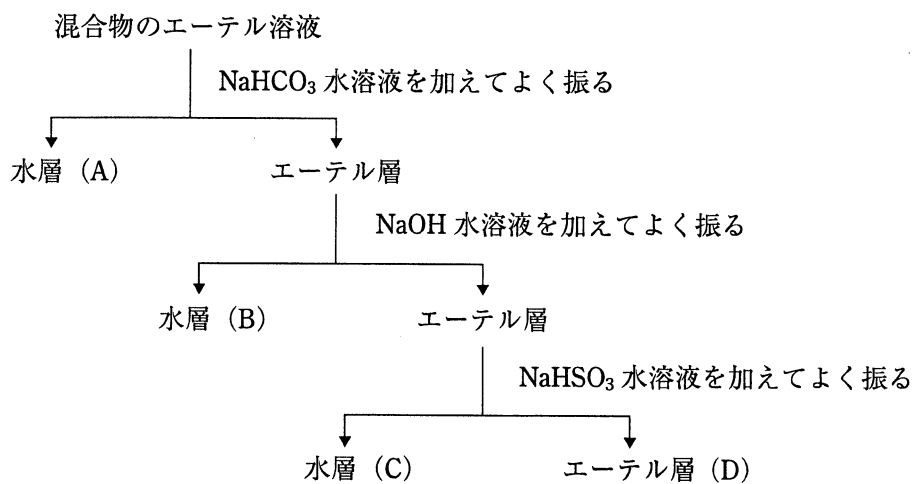 混合物のエーテル溶液
NaHCO₃ 水溶液を加えてよく振る
水層（A）
エーテル層
NaOH 水溶液を加えてよく振る
水層（B）
エーテル層
NaHSO₃ 水溶液を加えてよく振る
水層（C）
エーテル層（D）